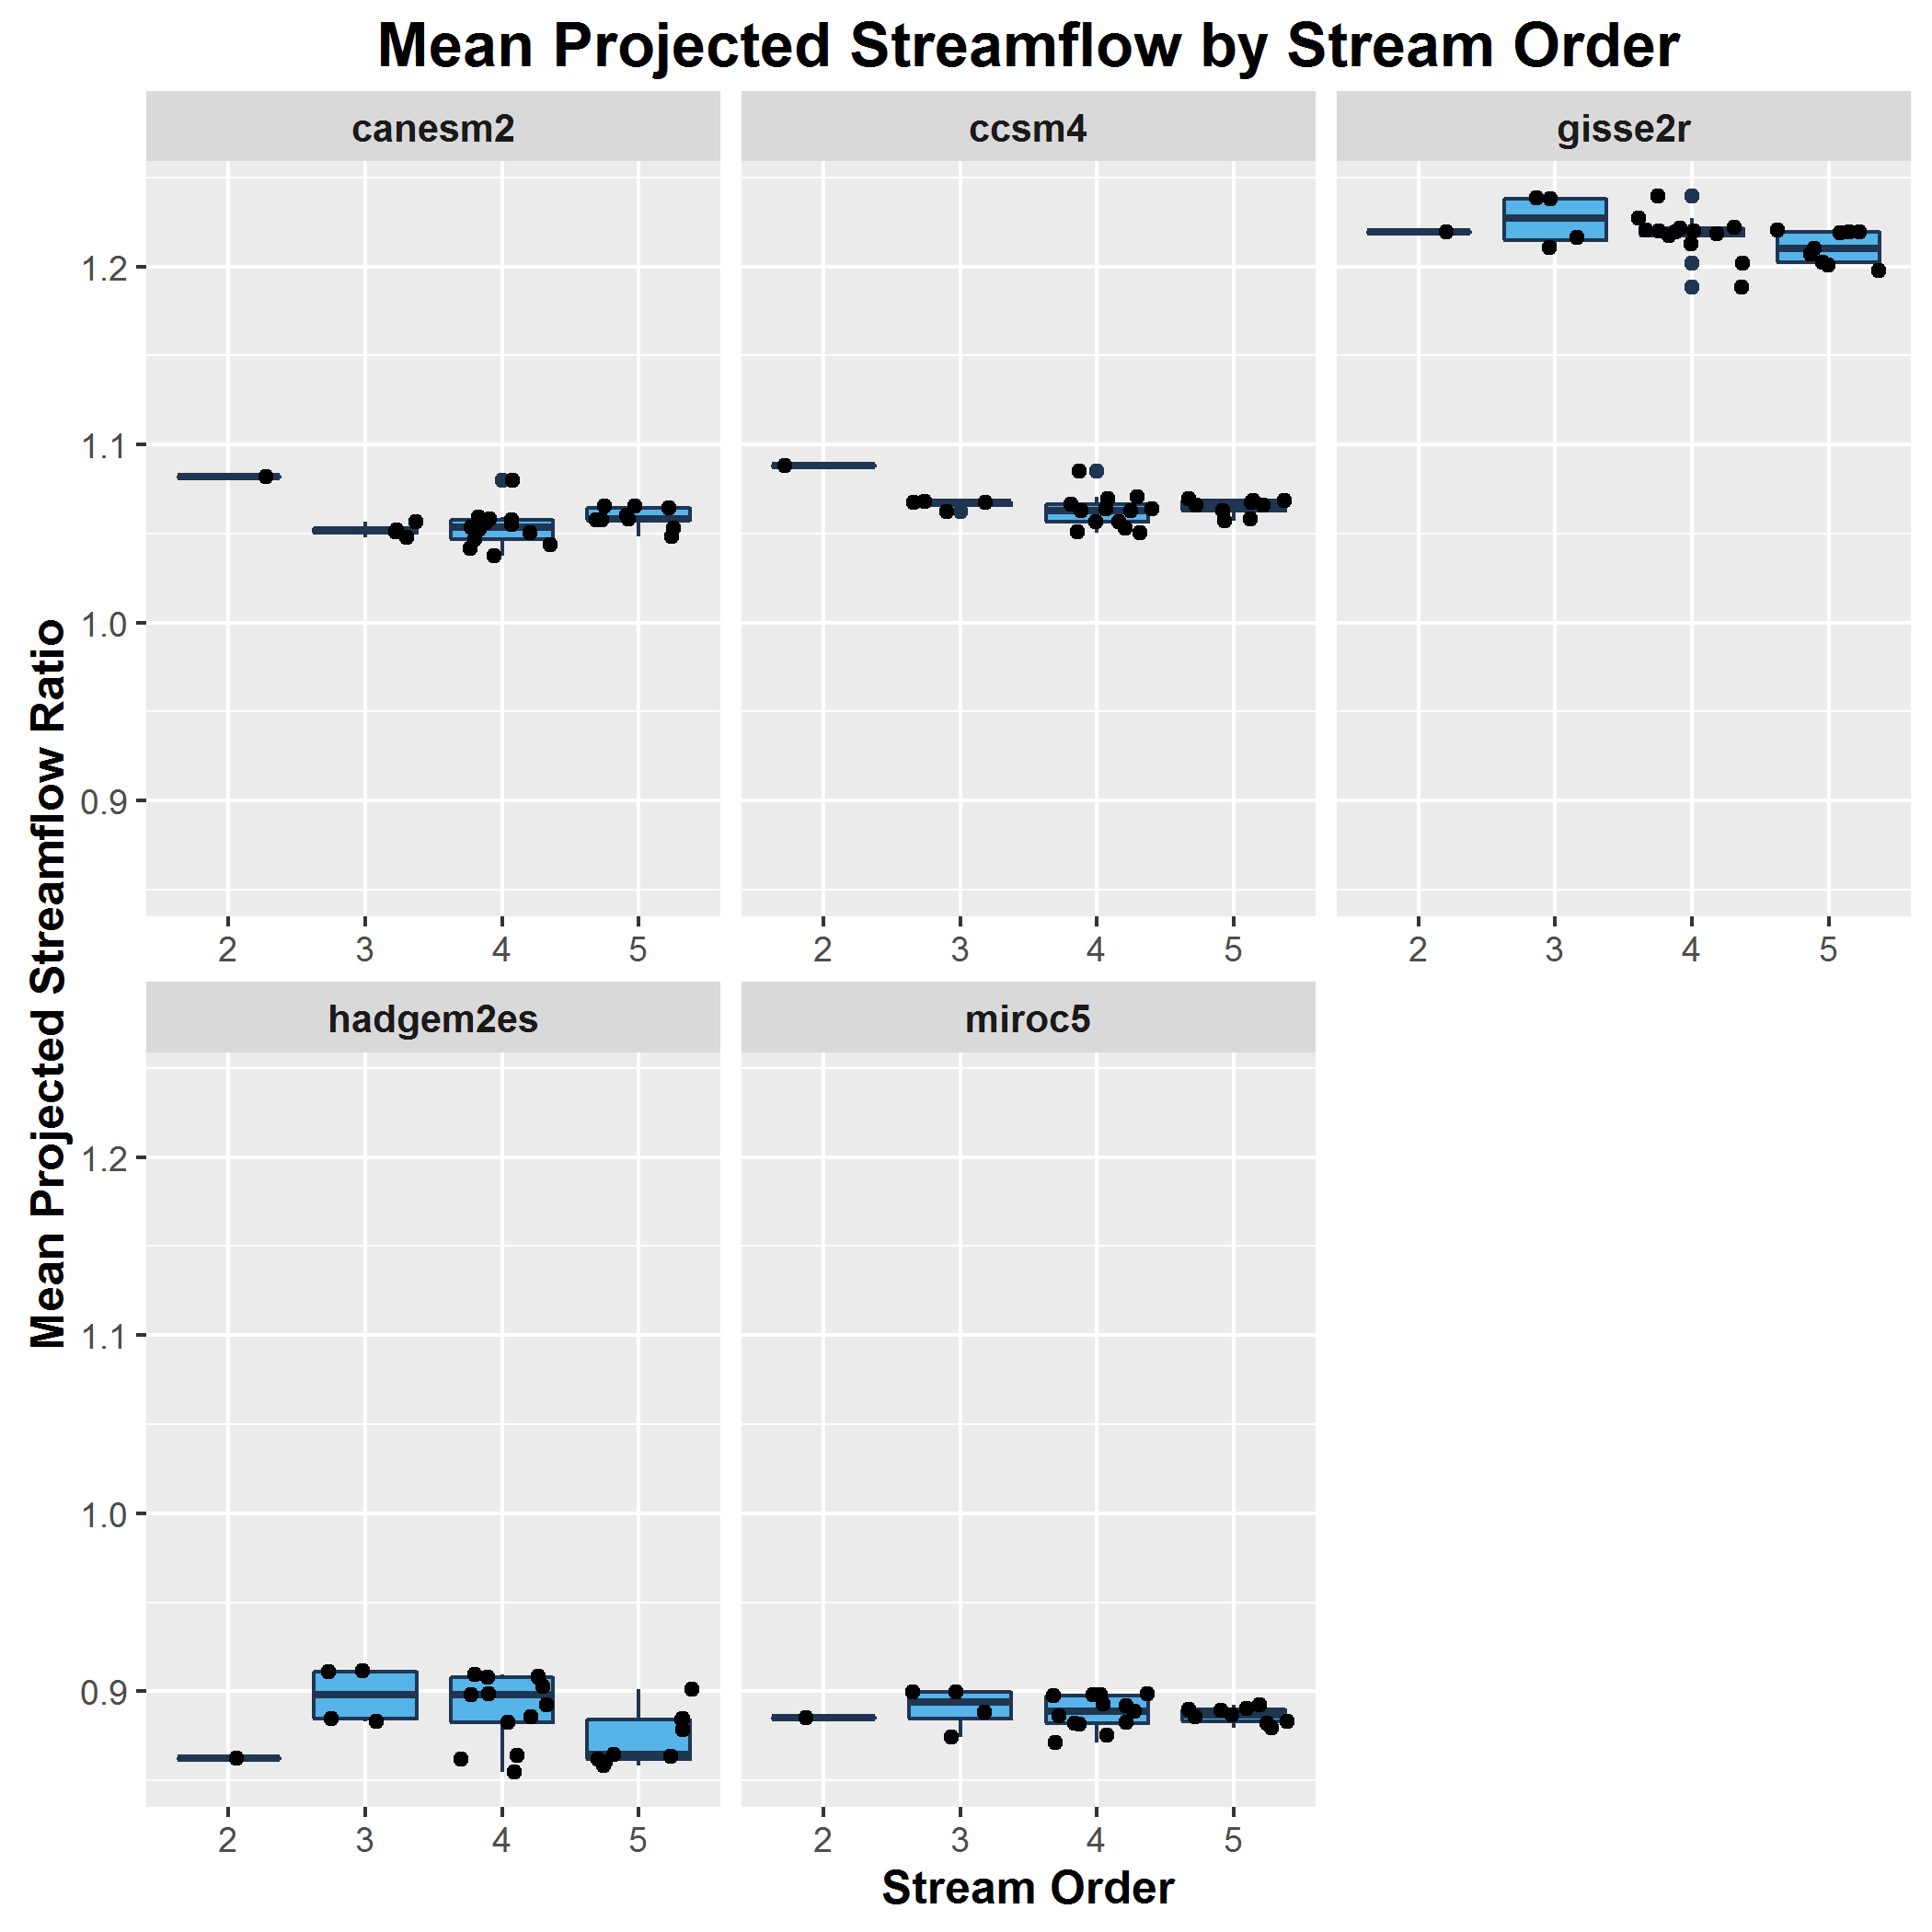 Mean Projected Streamflow by Stream Order
canesm2 ccsm4 gisse2r
1.2
1.1
1.0
0.9
2 3 4 5 2 3 4 5 2 3 4 5
Mean Projected Streamflow Ratio
hadgem2es miroc5
1.2
1.1
1.0
0.9
2 3 4 5 2 3 4 5
Stream Order